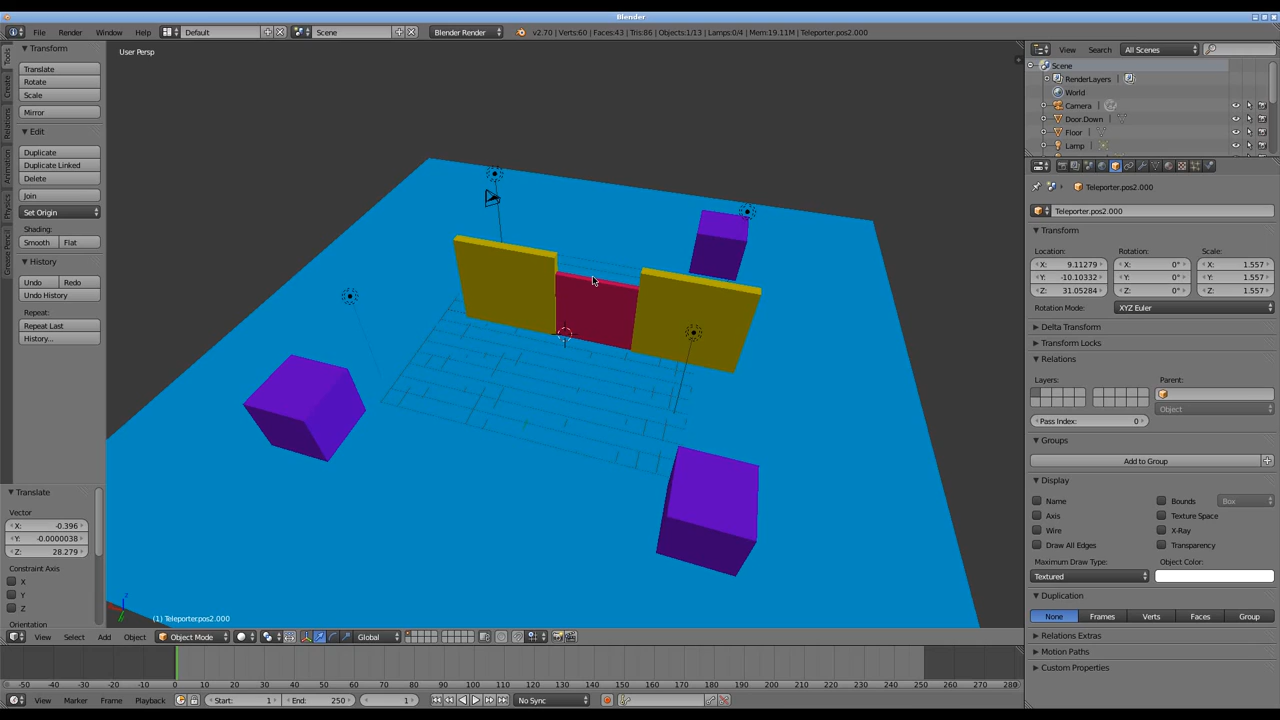 Blender
File Render Window Help Default Scene Blender Render v2.70 | Verts:60 | Faces:43 | Tris:86 | Objects:1/13 | Lamps:0/4 | Mem:19.11M | Teleporter.pos2.000
Tools
Create
Relations
Animation
Physics
Grease Pencil
Transform
Translate
Rotate
Scale
Mirror
Edit
Duplicate
Duplicate Linked
Delete
Join
Set Origin
Shading:
Smooth Flat
History
Undo Redo
Undo History
Repeat:
Repeat Last
History...
Translate
Vector
X: -0.396
Y: -0.0000038
Z: 28.279
Constraint Axis
X
Y
Z
Orientation
User Persp
(1) Teleporter.pos2.000
View Select Add Object Object Mode Global
View Search All Scenes
Scene
RenderLayers
World
Camera
Door.Down
Floor
Lamp
Teleporter.pos2.000
Teleporter.pos2.000
Transform
Location: Rotation: Scale:
X: 9.11279 X: 0° X: 1.557
Y: -10.10332 Y: 0° Y: 1.557
Z: 31.05284 Z: 0° Z: 1.557
Rotation Mode: XYZ Euler
Delta Transform
Transform Locks
Relations
Layers: Parent:
Object
Pass Index: 0
Groups
Add to Group
Display
Name Bounds Box
Axis Texture Space
Wire X-Ray
Draw All Edges Transparency
Maximum Draw Type: Object Color:
Textured
Duplication
None Frames Verts Faces Group
Relations Extras
Motion Paths
Custom Properties
-50 -40 -30 -20 -10 0 10 20 30 40 50 60 70 80 90 100 110 120 130 140 150 160 170 180 190 200 210 220 230 240 250 260 270 280
View Marker Frame Playback Start: 1 End: 250 1 No Sync